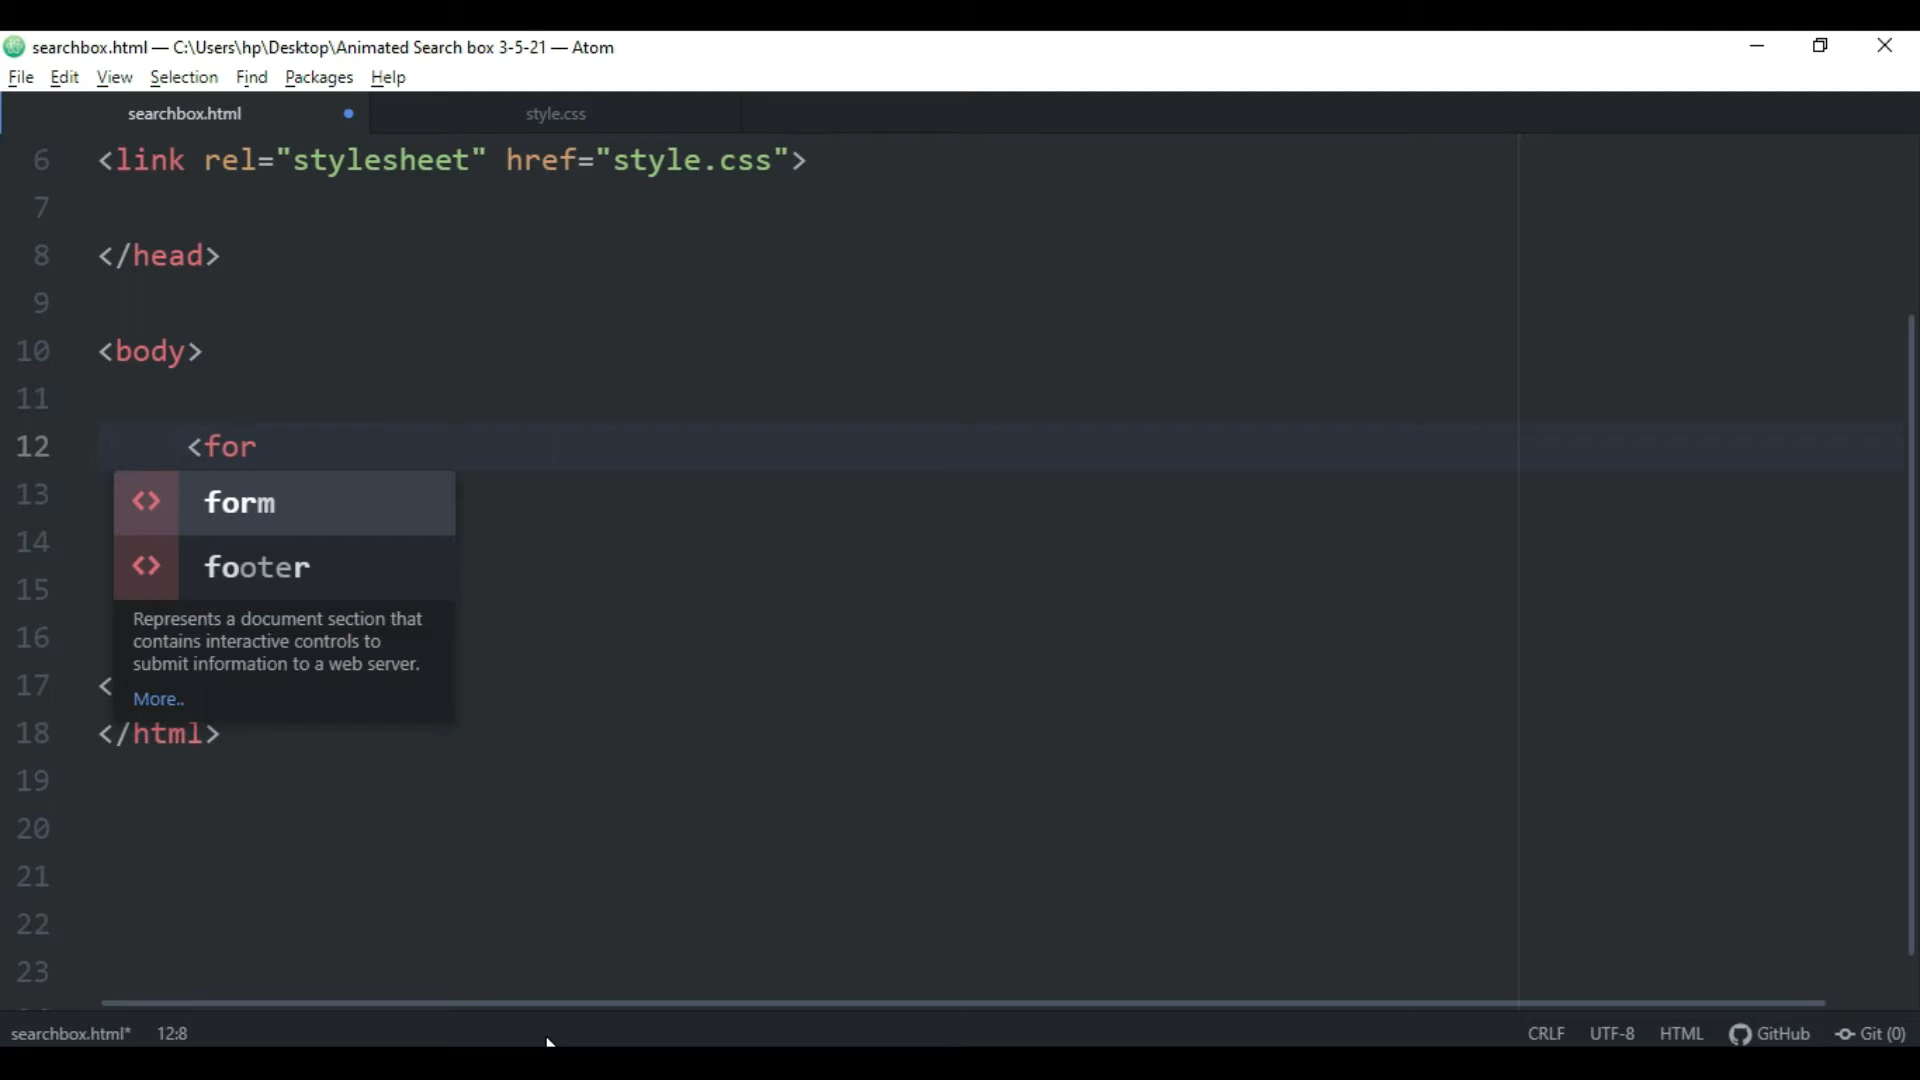 searchbox.html — C:\Users\hp\Desktop\Animated Search box 3-5-21 — Atom
File Edit View Selection Find Packages Help
searchbox.html style.css
6 <link rel="stylesheet" href="style.css">
7
8 </head>
9
10 <body>
11
12 <for
form
footer
Represents a document section that
contains interactive controls to
submit information to a web server.
More..
13
14
15
16
17 <
18 </html>
19
20
21
22
23
searchbox.html* 12:8 CRLF UTF-8 HTML GitHub Git (0)